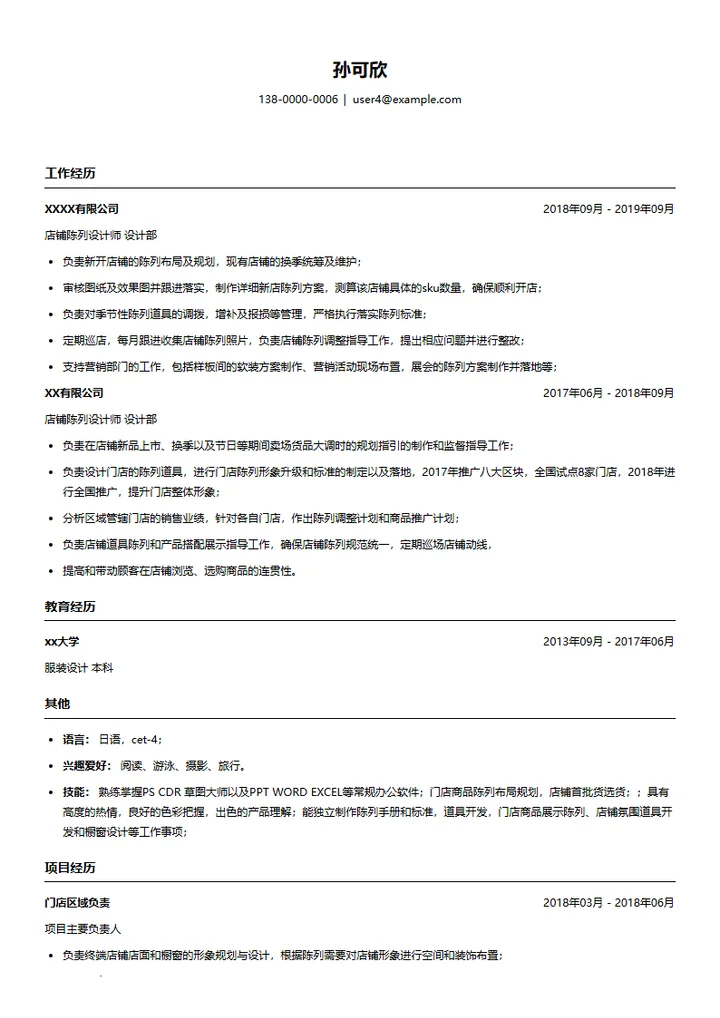 孙可欣
138-0000-0006 | user4@example.com
工作经历
XXXX有限公司 2018年09月 - 2019年09月
店铺陈列设计师 设计部
• 负责新开店铺的陈列布局及规划，现有店铺的换季统筹及维护；
• 审核图纸及效果图并跟进落实，制作详细新店陈列方案，测算该店铺具体的sku数量，确保顺利开店；
• 负责对季节性陈列道具的调拨，增补及报损等管理，严格执行落实陈列标准；
• 定期巡店，每月跟进收集店铺陈列照片，负责店铺陈列调整指导工作，提出相应问题并进行整改；
• 支持营销部门的工作，包括样板间的软装方案制作、营销活动现场布置，展会的陈列方案制作并落地等；
XX有限公司 2017年06月 - 2018年09月
店铺陈列设计师 设计部
• 负责在店铺新品上市、换季以及节日等期间卖场货品大调时的规划指引的制作和监督指导工作；
• 负责设计门店的陈列道具，进行门店陈列形象升级和标准的制定以及落地，2017年推广八大区块，全国试点8家门店，2018年进
行全国推广，提升门店整体形象；
• 分析区域管辖门店的销售业绩，针对各自门店，作出陈列调整计划和商品推广计划；
• 负责店铺道具陈列和产品搭配展示指导工作，确保店铺陈列规范统一，定期巡场店铺动线，
• 提高和带动顾客在店铺浏览、选购商品的连贯性。
教育经历
xx大学 2013年09月 - 2017年06月
服装设计 本科
其他
• 语言： 日语，cet-4；
• 兴趣爱好： 阅读、游泳、摄影、旅行。
• 技能： 熟练掌握PS CDR 草图大师以及PPT WORD EXCEL等常规办公软件；门店商品陈列布局规划，店铺首批货选货；；具有
高度的热情，良好的色彩把握，出色的产品理解；能独立制作陈列手册和标准，道具开发，门店商品展示陈列、店铺氛围道具开
发和橱窗设计等工作事项；
项目经历
门店区域负责 2018年03月 - 2018年06月
项目主要负责人
• 负责终端店铺店面和橱窗的形象规划与设计，根据陈列需要对店铺形象进行空间和装饰布置；